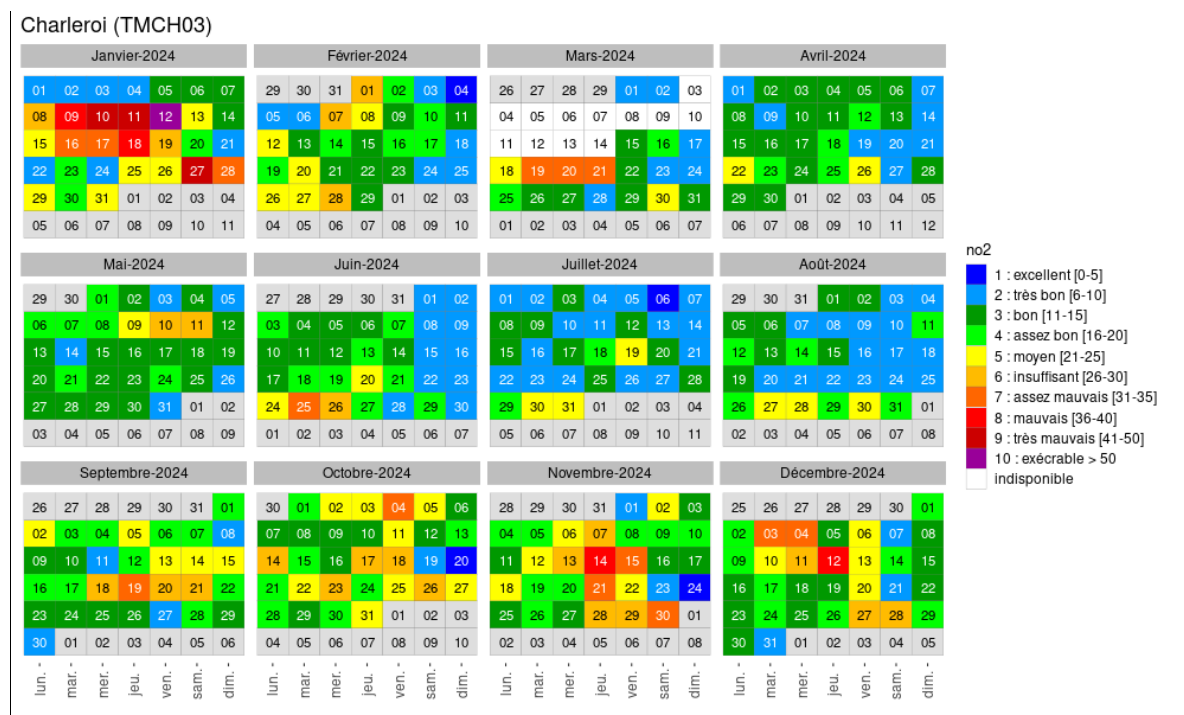 Charleroi (TMCH03)
Janvier-2024 Février-2024 Mars-2024 Avril-2024
01 02 03 04 05 06 07 29 30 31 01 02 03 04 26 27 28 29 01 02 03 01 02 03 04 05 06 07
08 09 10 11 12 13 14 05 06 07 08 09 10 11 04 05 06 07 08 09 10 08 09 10 11 12 13 14
15 16 17 18 19 20 21 12 13 14 15 16 17 18 11 12 13 14 15 16 17 15 16 17 18 19 20 21
22 23 24 25 26 27 28 19 20 21 22 23 24 25 18 19 20 21 22 23 24 22 23 24 25 26 27 28
29 30 31 01 02 03 04 26 27 28 29 01 02 03 25 26 27 28 29 30 31 29 30 01 02 03 04 05
05 06 07 08 09 10 11 04 05 06 07 08 09 10 01 02 03 04 05 06 07 06 07 08 09 10 11 12
Mai-2024 Juin-2024 Juillet-2024 Août-2024
29 30 01 02 03 04 05 27 28 29 30 31 01 02 01 02 03 04 05 06 07 29 30 31 01 02 03 04
06 07 08 09 10 11 12 03 04 05 06 07 08 09 08 09 10 11 12 13 14 05 06 07 08 09 10 11
13 14 15 16 17 18 19 10 11 12 13 14 15 16 15 16 17 18 19 20 21 12 13 14 15 16 17 18
20 21 22 23 24 25 26 17 18 19 20 21 22 23 22 23 24 25 26 27 28 19 20 21 22 23 24 25
27 28 29 30 31 01 02 24 25 26 27 28 29 30 29 30 31 01 02 03 04 26 27 28 29 30 31 01
03 04 05 06 07 08 09 01 02 03 04 05 06 07 05 06 07 08 09 10 11 02 03 04 05 06 07 08
Septembre-2024 Octobre-2024 Novembre-2024 Décembre-2024
26 27 28 29 30 31 01 30 01 02 03 04 05 06 28 29 30 31 01 02 03 25 26 27 28 29 30 01
02 03 04 05 06 07 08 07 08 09 10 11 12 13 04 05 06 07 08 09 10 02 03 04 05 06 07 08
09 10 11 12 13 14 15 14 15 16 17 18 19 20 11 12 13 14 15 16 17 09 10 11 12 13 14 15
16 17 18 19 20 21 22 21 22 23 24 25 26 27 18 19 20 21 22 23 24 16 17 18 19 20 21 22
23 24 25 26 27 28 29 28 29 30 31 01 02 03 25 26 27 28 29 30 01 23 24 25 26 27 28 29
30 01 02 03 04 05 06 04 05 06 07 08 09 10 02 03 04 05 06 07 08 30 31 01 02 03 04 05
lun. - mar. - mer. - jeu. - ven. - sam. - dim. - lun. - mar. - mer. - jeu. - ven. - sam. - dim. - lun. - mar. - mer. - jeu. - ven. - sam. - dim. - lun. - mar. - mer. - jeu. - ven. - sam. - dim. -
no2
1 : excellent [0-5]
2 : très bon [6-10]
3 : bon [11-15]
4 : assez bon [16-20]
5 : moyen [21-25]
6 : insuffisant [26-30]
7 : assez mauvais [31-35]
8 : mauvais [36-40]
9 : très mauvais [41-50]
10 : exécrable > 50
indisponible